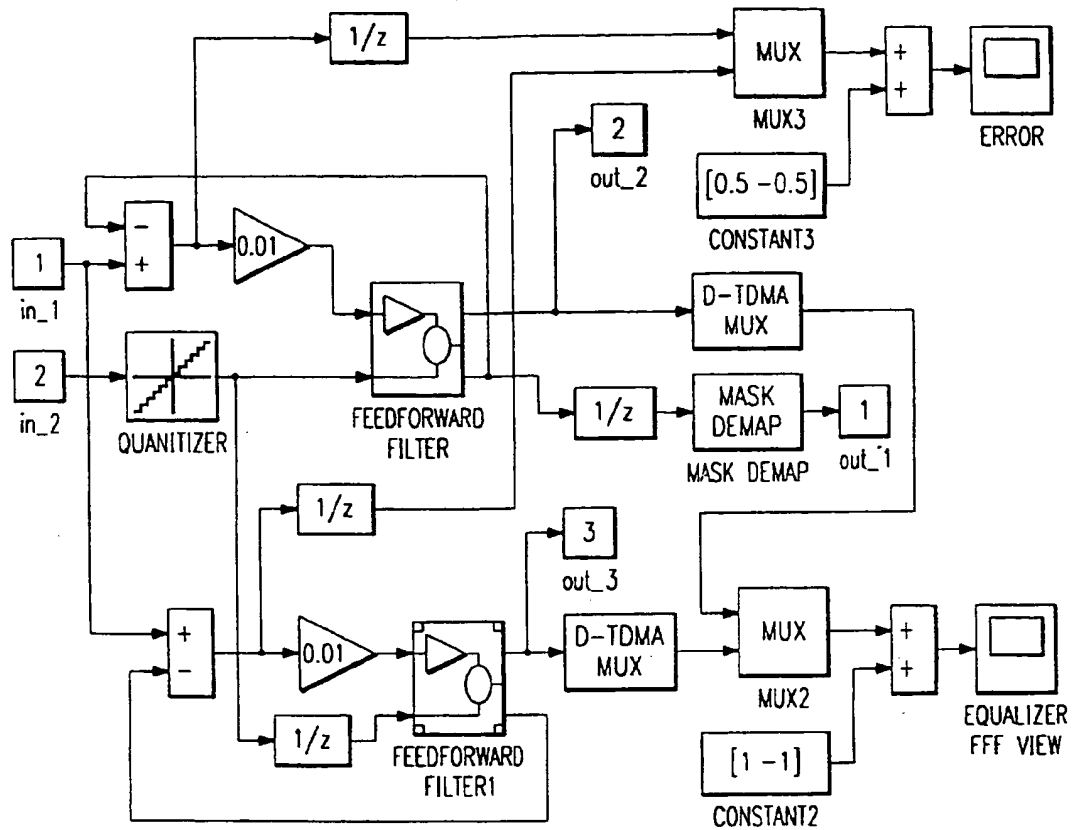 1/z
MUX
MUX3
+
+
ERROR
2
out_2
[0.5 -0.5]
CONSTANT3
1
in_1
-
+
0.01
D-TDMA
MUX
2
in_2
QUANITIZER
FEEDFORWARD
FILTER
1/z
MASK
DEMAP
MASK DEMAP
1
out_1
1/z
3
out_3
+
-
0.01
D-TDMA
MUX
MUX
MUX2
+
+
EQUALIZER
FFF VIEW
1/z
FEEDFORWARD
FILTER1
[1 -1]
CONSTANT2